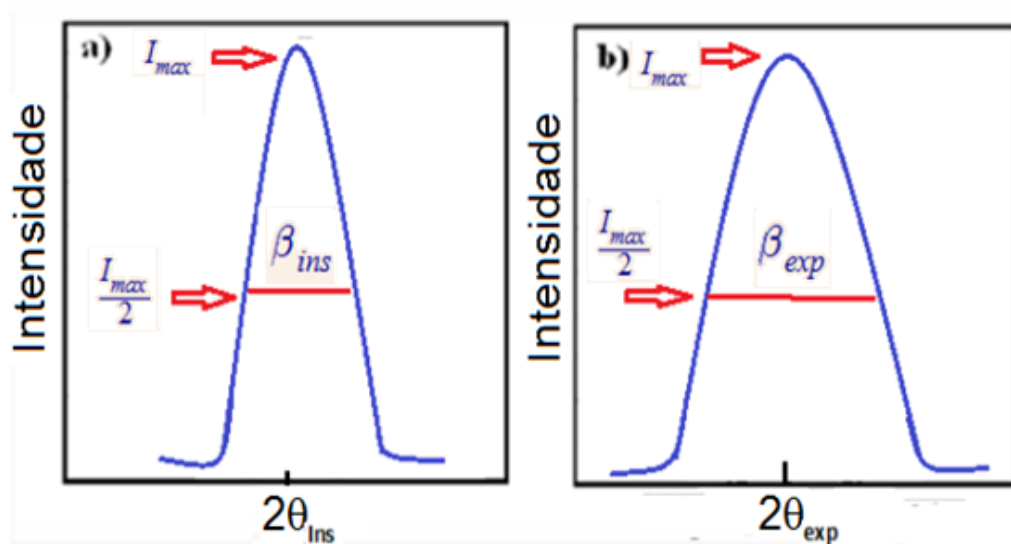 a)
I_max
Intensidade
β_ins
I_max
2
2θ_Ins
b)
I_max
Intensidade
β_exp
I_max
2
2θ_exp